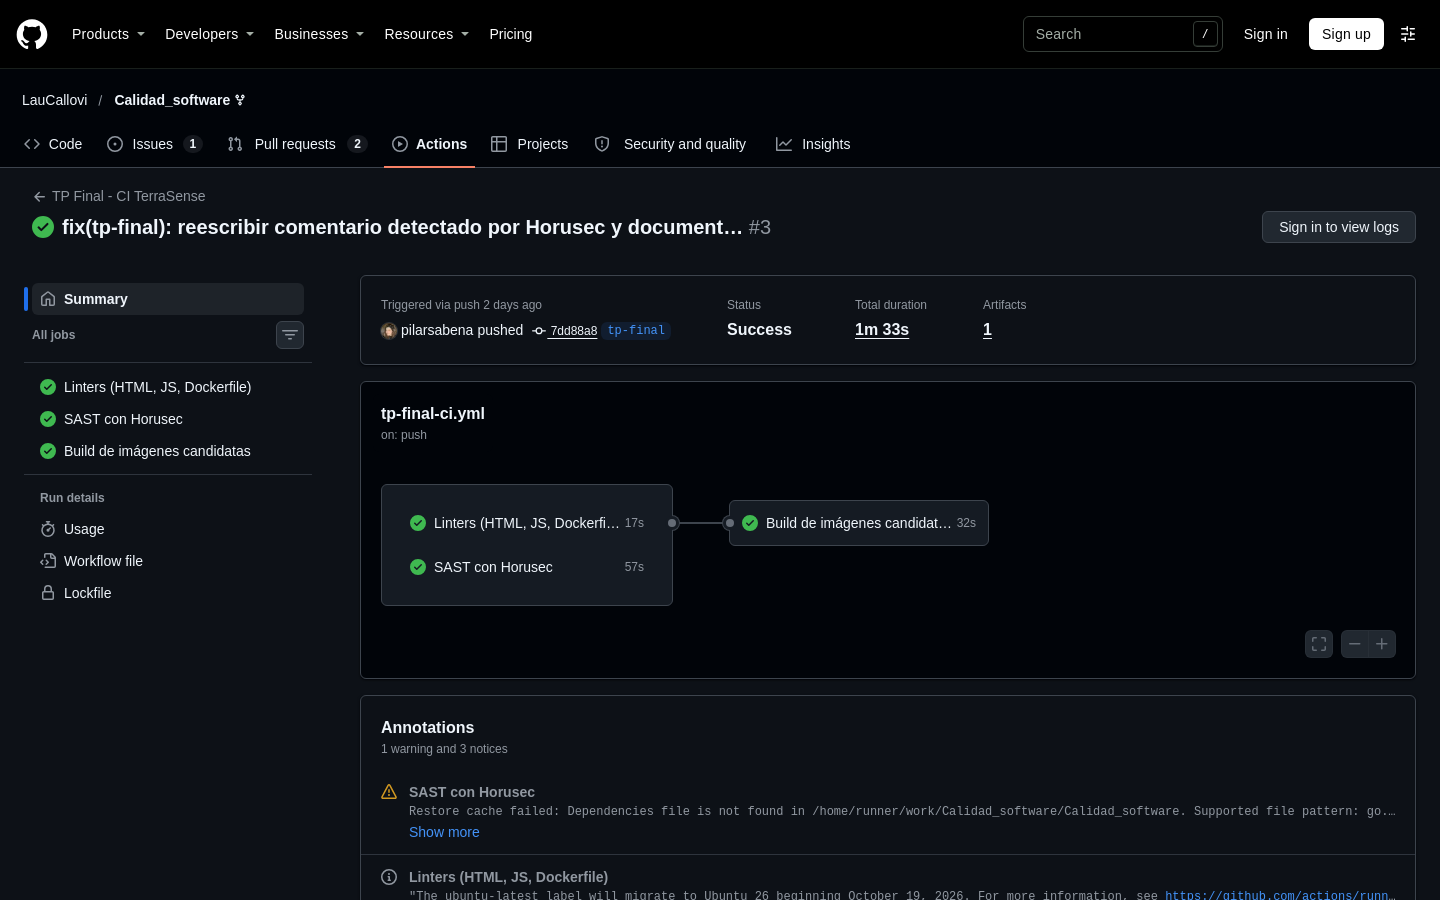 Products Developers Businesses Resources Pricing Search / Sign in Sign up
LauCallovi / Calidad_software
Code Issues 1 Pull requests 2 Actions Projects Security and quality Insights
TP Final - CI TerraSense
fix(tp-final): reescribir comentario detectado por Horusec y document… #3
Sign in to view logs
Summary
All jobs
Linters (HTML, JS, Dockerfile)
SAST con Horusec
Build de imágenes candidatas
Run details
Usage
Workflow file
Lockfile
Triggered via push 2 days ago
pilarsabena pushed 7dd88a8 tp-final
Status
Success
Total duration
1m 33s
Artifacts
1
tp-final-ci.yml
on: push
Linters (HTML, JS, Dockerfi… 17s
SAST con Horusec 57s
Build de imágenes candidat… 32s
Annotations
1 warning and 3 notices
SAST con Horusec
Restore cache failed: Dependencies file is not found in /home/runner/work/Calidad_software/Calidad_software. Supported file pattern: go.…
Show more
Linters (HTML, JS, Dockerfile)
"The ubuntu-latest label will migrate to Ubuntu 26 beginning October 19, 2026. For more information, see https://github.com/actions/runn…